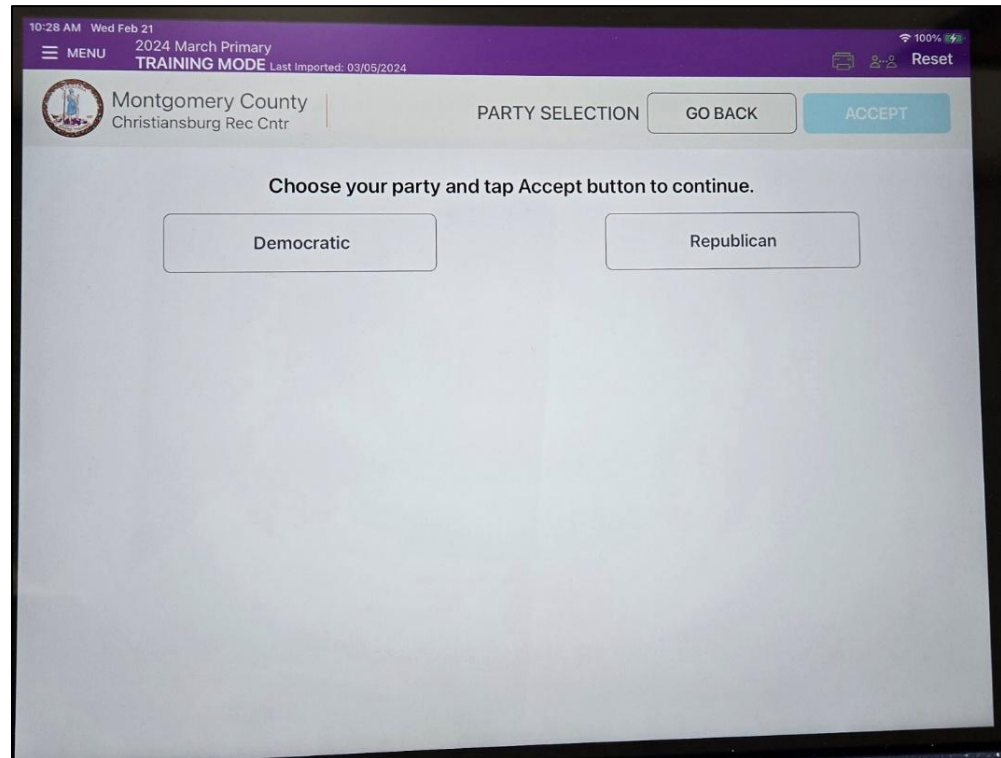 10:28 AM Wed Feb 21
100%
MENU
2024 March Primary
TRAINING MODE Last Imported: 03/05/2024
Reset
Montgomery County
Christiansburg Rec Cntr
PARTY SELECTION
GO BACK
ACCEPT
Choose your party and tap Accept button to continue.
Democratic
Republican